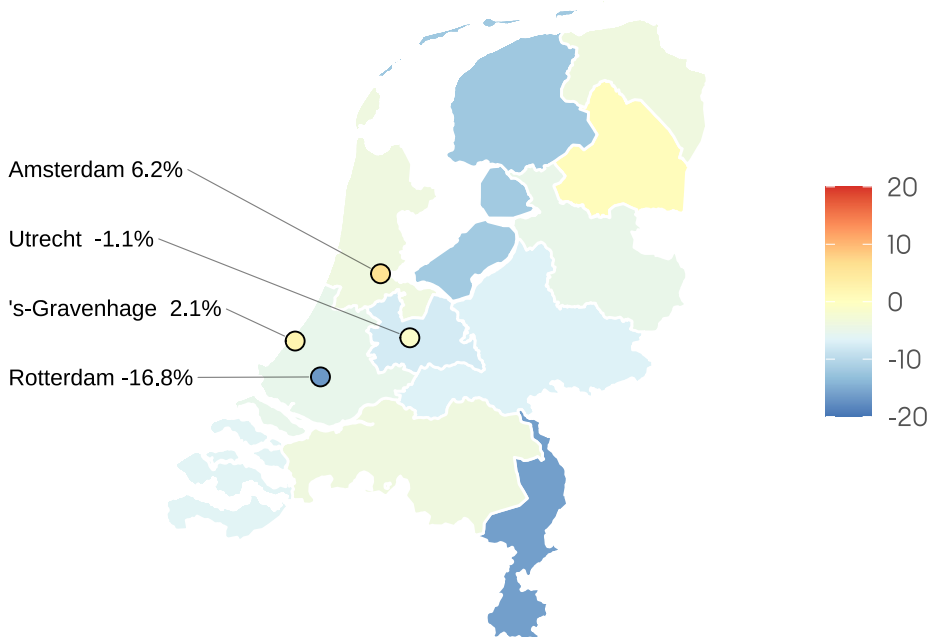 Amsterdam 6.2%
Utrecht -1.1%
's-Gravenhage 2.1%
Rotterdam -16.8%
20
10
0
-10
-20